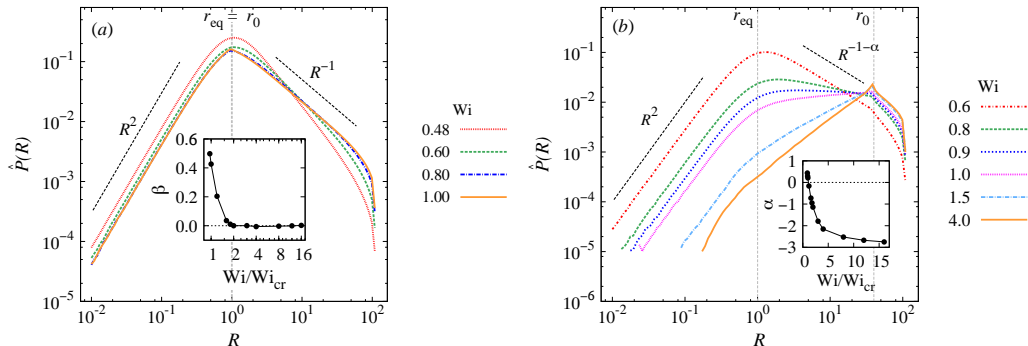 (a)
r_eq = r_0
10^-1
10^-2
10^-3
10^-4
10^-5
P̂(R)
R^2
R^-1
0.5
0.4
0.3
0.2
0.1
0.0
β
1 2 4 8 16
Wi/Wi_cr
10^-2 10^-1 10^0 10^1 10^2
R
Wi
0.48
0.60
0.80
1.00
(b)
r_eq r_0
10^-1
10^-2
10^-3
10^-4
10^-5
10^-6
P̂(R)
R^2
R^-1-α
1
0
−1
−2
−3
α
0 5 10 15
Wi/Wi_cr
10^-2 10^-1 10^0 10^1 10^2
R
Wi
0.6
0.8
0.9
1.0
1.5
4.0